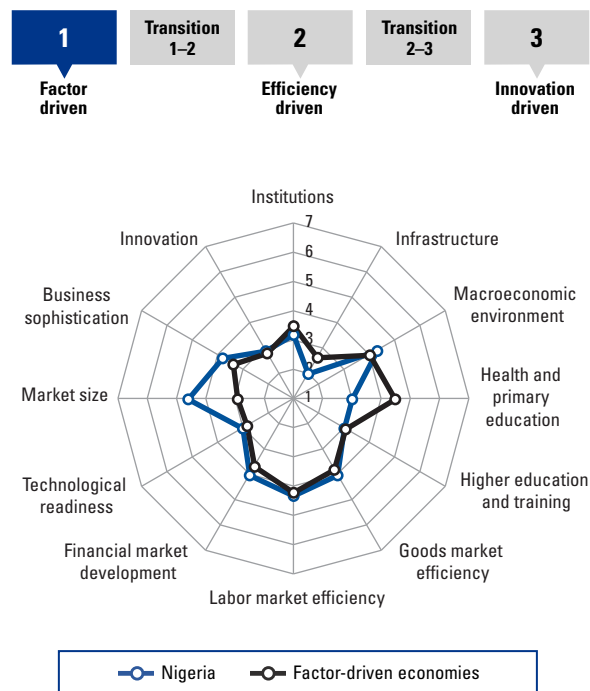 1
Transition
1–2
2
Transition
2–3
3
Factor
driven
Efficiency
driven
Innovation
driven
Institutions
7
Innovation
6
Infrastructure
5
Business
sophistication
4
Macroeconomic
environment
3
2
Market size
1
Health and
primary
education
Technological
readiness
Higher education
and training
Financial market
development
Goods market
efficiency
Labor market efficiency
Nigeria
Factor-driven economies